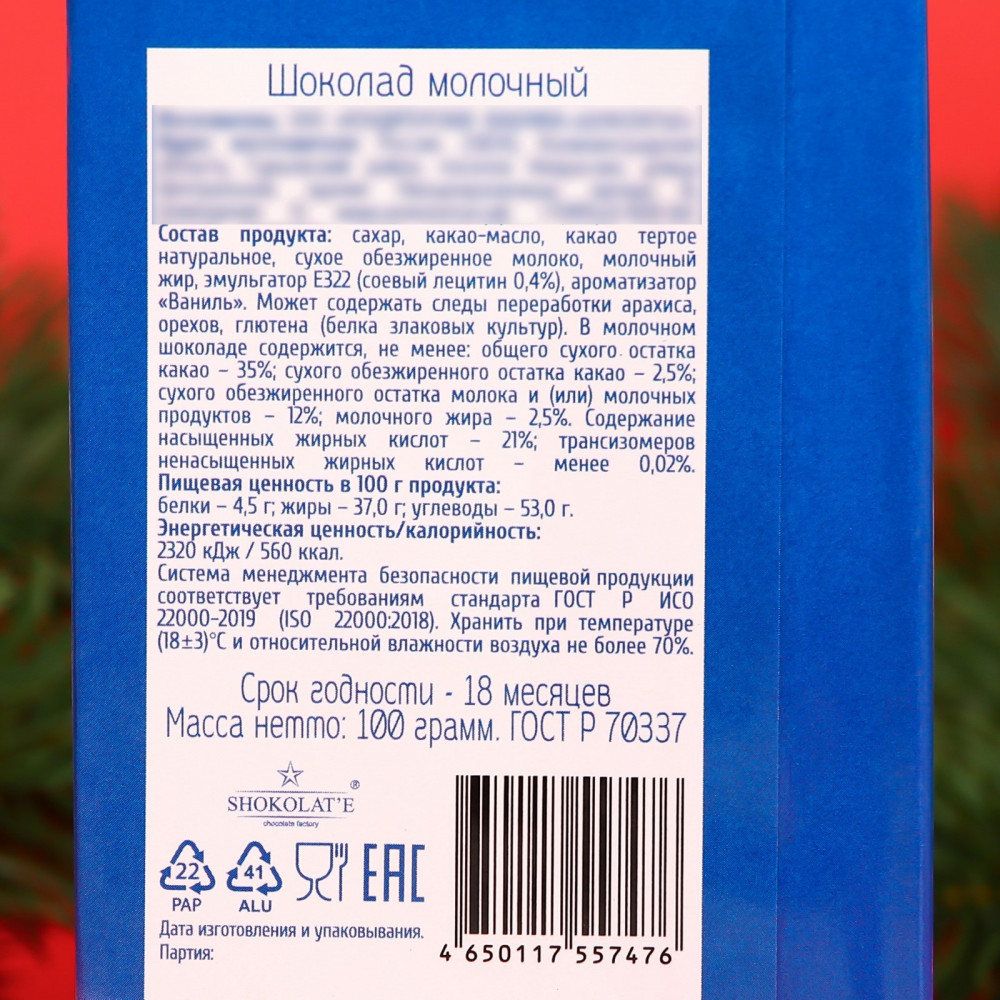 Шоколад молочный
Состав продукта: сахар, какао-масло, какао тертое
натуральное, сухое обезжиренное молоко, молочный
жир, эмульгатор Е322 (соевый лецитин 0,4%), ароматизатор
«Ваниль». Может содержать следы переработки арахиса,
орехов, глютена (белка злаковых культур). В молочном
шоколаде содержится, не менее: общего сухого остатка
какао – 35%; сухого обезжиренного остатка какао – 2,5%;
сухого обезжиренного остатка молока и (или) молочных
продуктов – 12%; молочного жира – 2,5%. Содержание
насыщенных жирных кислот – 21%; трансизомеров
ненасыщенных жирных кислот – менее 0,02%.
Пищевая ценность в 100 г продукта:
белки – 4,5 г; жиры – 37,0 г; углеводы – 53,0 г.
Энергетическая ценность/калорийность:
2320 кДж / 560 ккал.
Система менеджмента безопасности пищевой продукции
соответствует требованиям стандарта ГОСТ Р ИСО
22000-2019 (ISO 22000:2018). Хранить при температуре
(18±3)°С и относительной влажности воздуха не более 70%.
Срок годности - 18 месяцев
Масса нетто: 100 грамм. ГОСТ Р 70337
SHOKOLAT'E ®
chocolate factory
22 41 EAC
PAP ALU
Дата изготовления и упаковывания.
Партия:
4 650117 557476